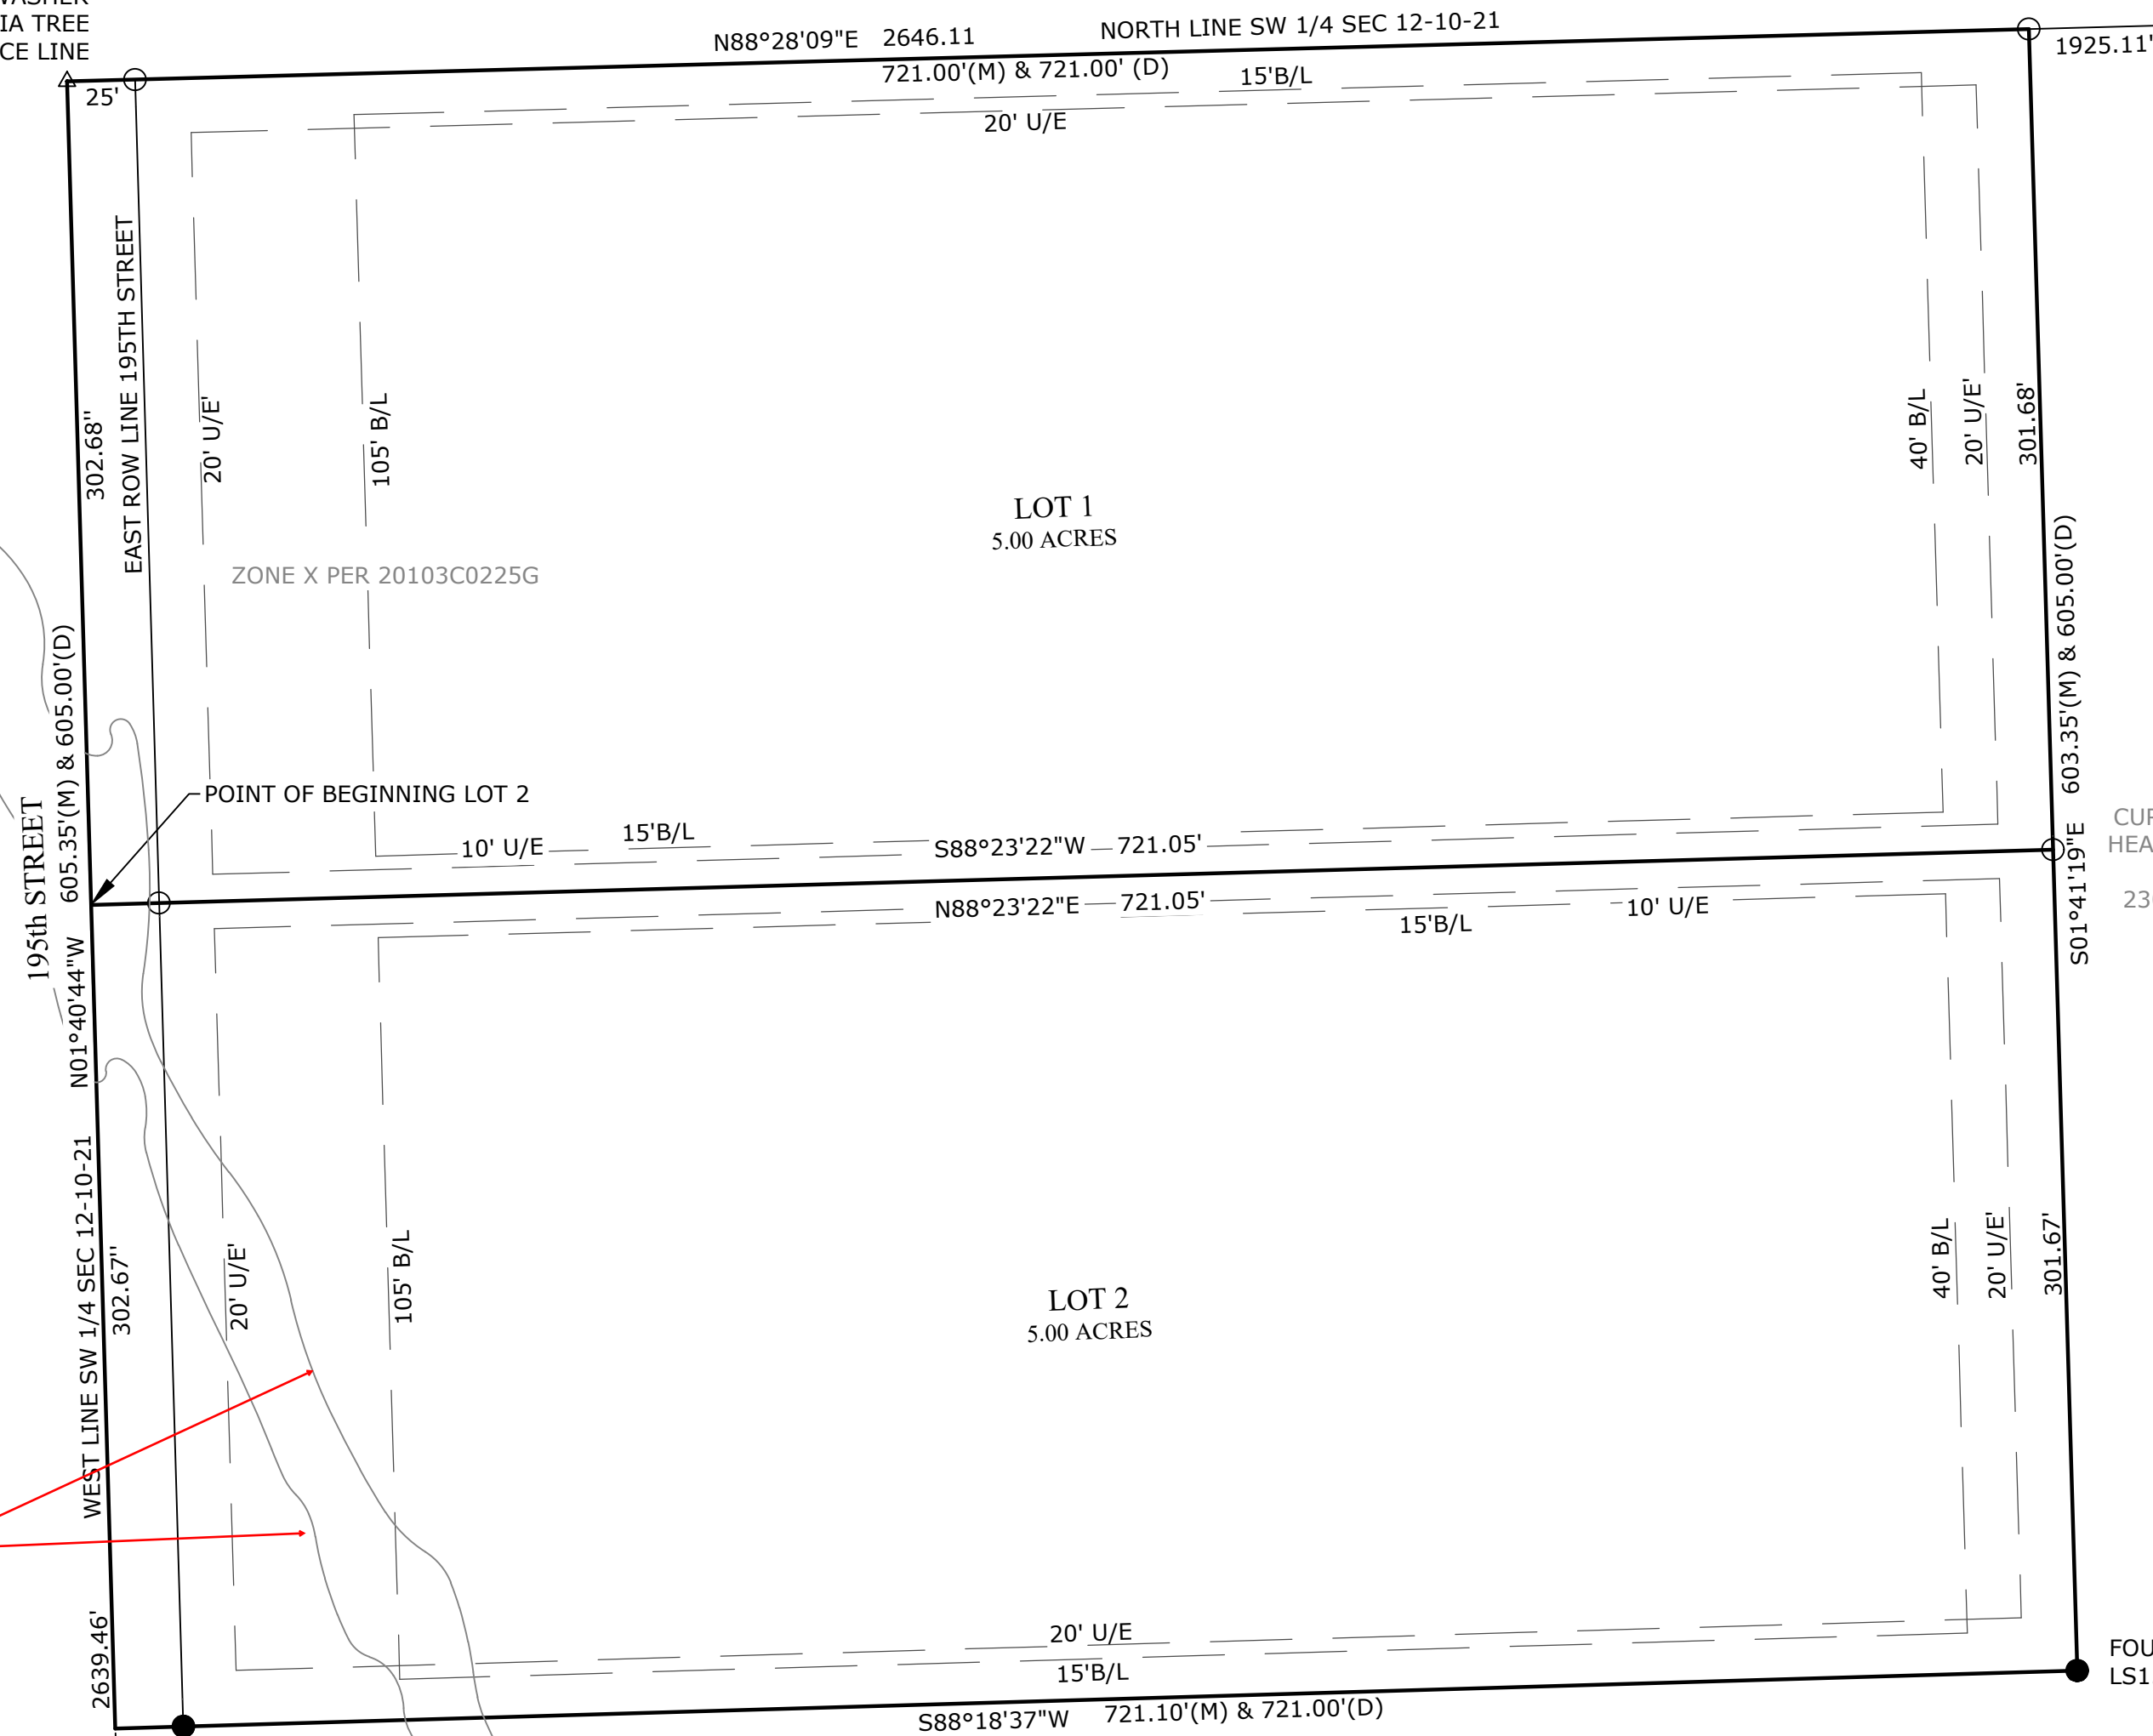 WASHER
IA TREE
CE LINE
N88°28'09"E 2646.11
NORTH LINE SW 1/4 SEC 12-10-21
1925.11'
25'
721.00'(M) & 721.00' (D)
15'B/L
20' U/E
EAST ROW LINE 195TH STREET
302.68"
20' U/E'
105' B/L
40' B/L
20' U/E'
301.68'
LOT 1
5.00 ACRES
ZONE X PER 20103C0225G
605.35'(M) & 605.00'(D)
603.35'(M) & 605.00'(D)
POINT OF BEGINNING LOT 2
195th STREET
10' U/E
15'B/L
S88°23'22"W 721.05'
CUR
HEA
N88°23'22"E 721.05'
15'B/L
10' U/E
S01°41'19"E
23
N01°40'44"W
WEST LINE SW 1/4 SEC 12-10-21
302.67"
20' U/E'
105' B/L
40' B/L
20' U/E'
301.67'
LOT 2
5.00 ACRES
2639.46'
20' U/E
15'B/L
FOU
LS1
S88°18'37"W 721.10'(M) & 721.00'(D)